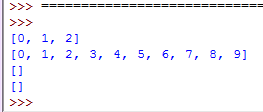 >>> ============================
>>>
[0, 1, 2]
[0, 1, 2, 3, 4, 5, 6, 7, 8, 9]
[]
[]
>>>